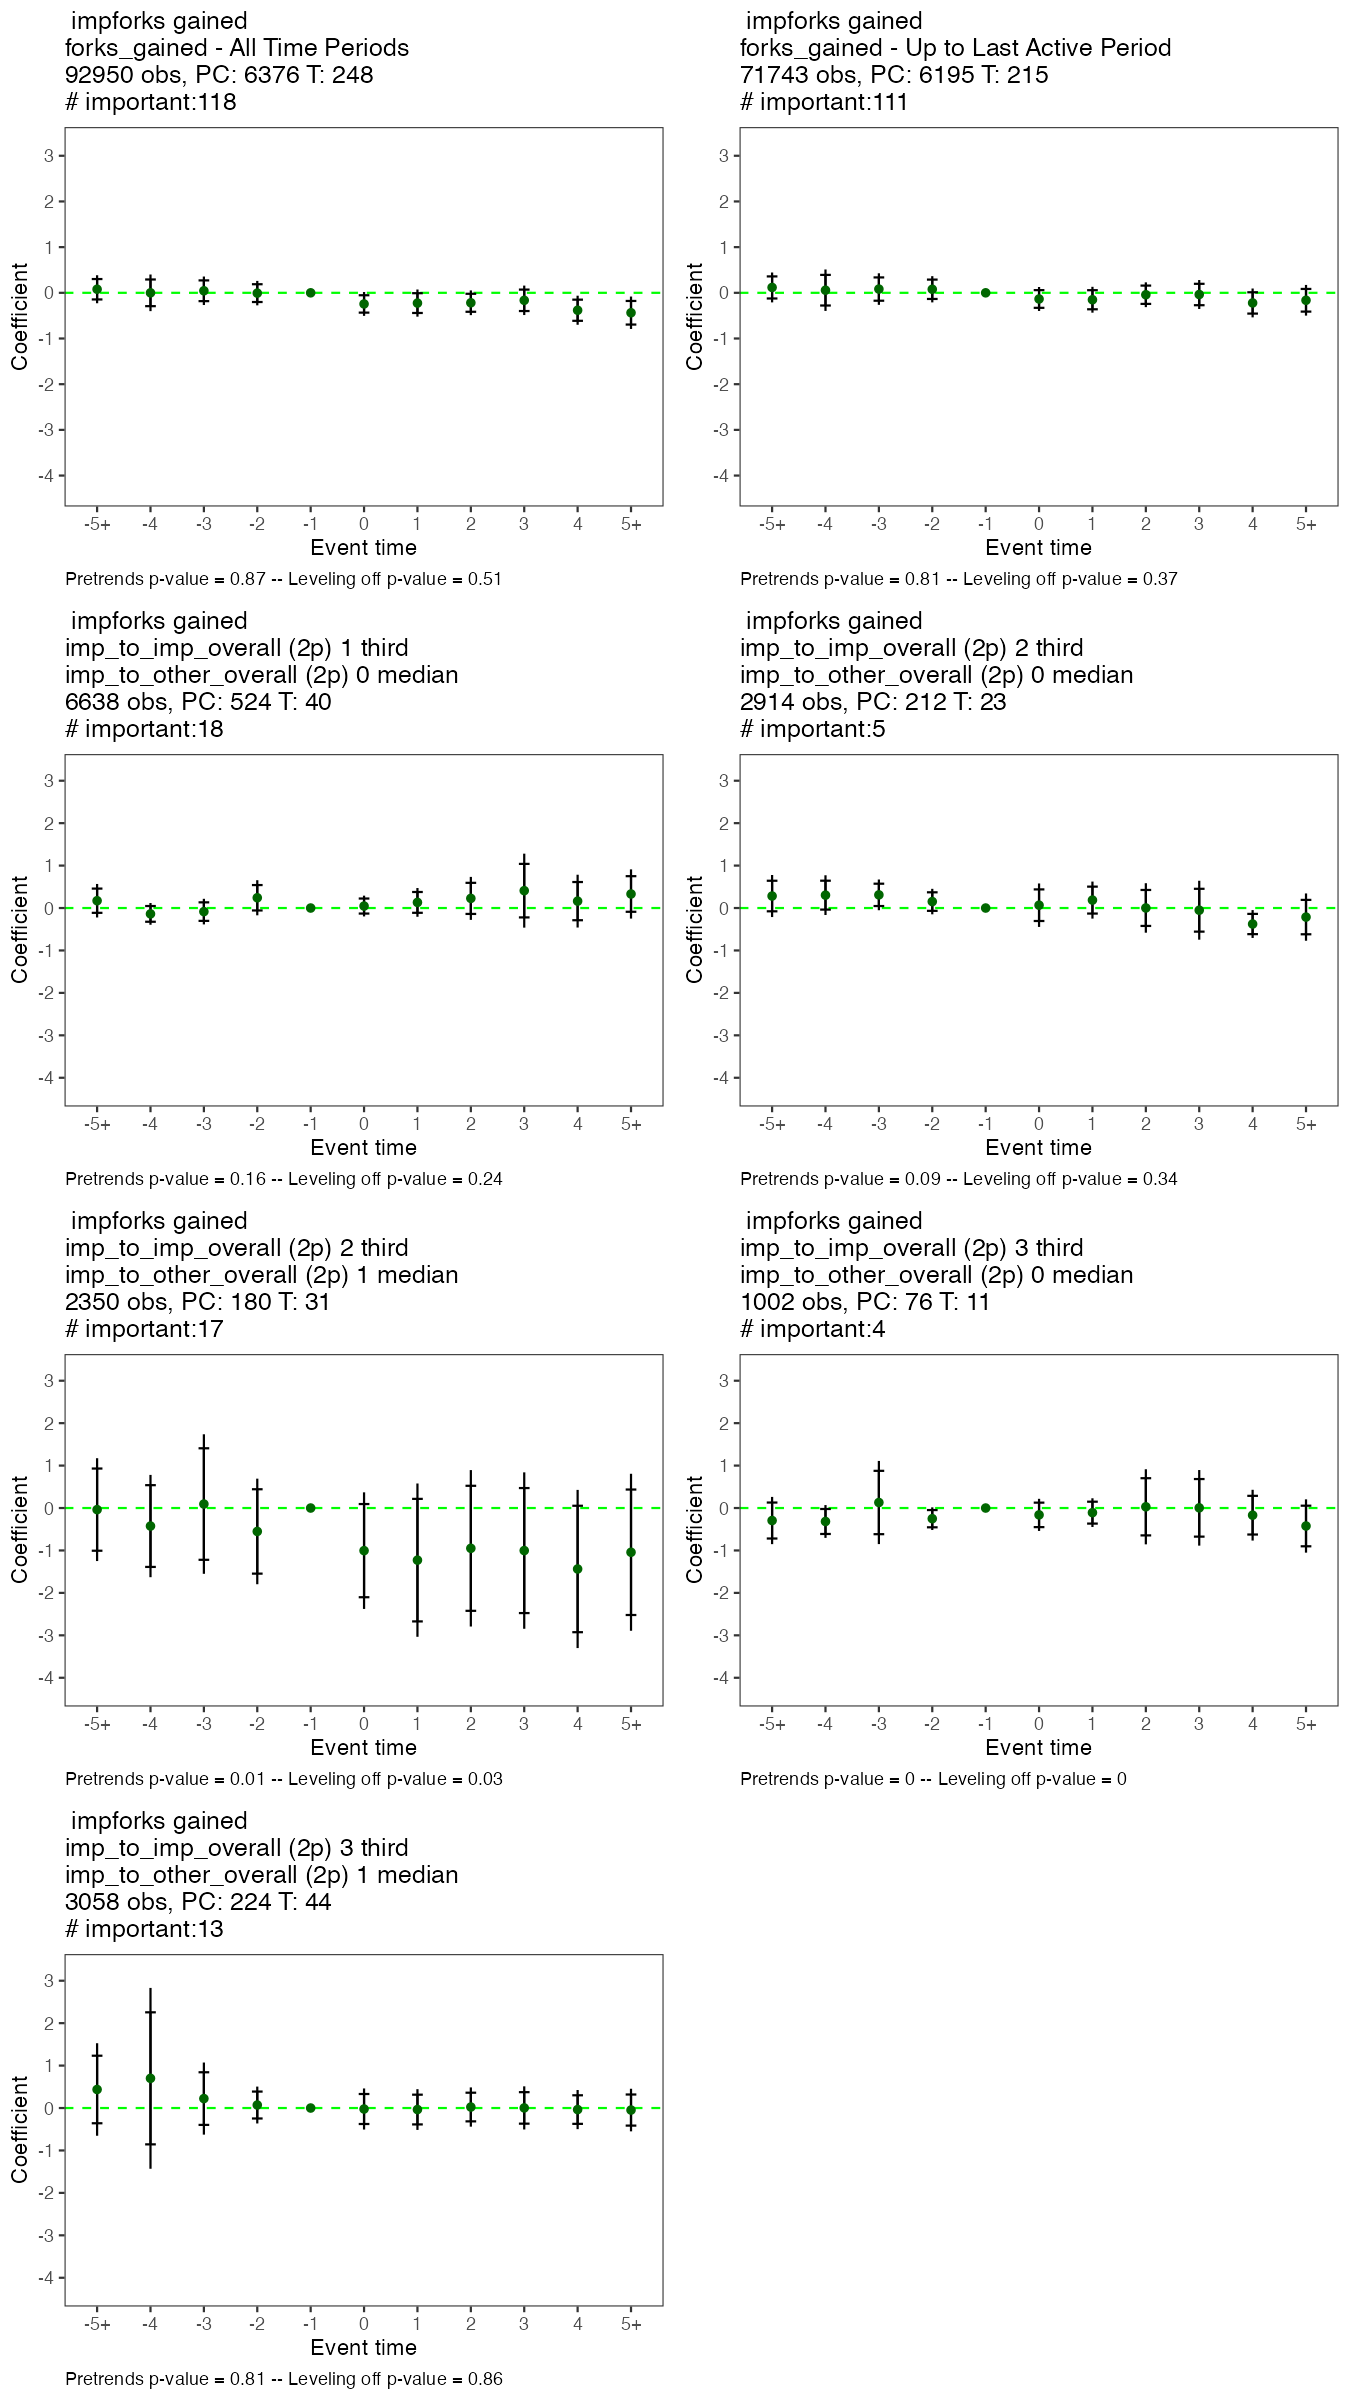 impforks gained
forks_gained - All Time Periods
92950 obs, PC: 6376 T: 248
# important:118
3
2
1
0
-1
-2
-3
-4
Coefficient
-5+ -4 -3 -2 -1 0 1 2 3 4 5+
Event time
Pretrends p-value = 0.87 -- Leveling off p-value = 0.51
impforks gained
forks_gained - Up to Last Active Period
71743 obs, PC: 6195 T: 215
# important:111
3
2
1
0
-1
-2
-3
-4
Coefficient
-5+ -4 -3 -2 -1 0 1 2 3 4 5+
Event time
Pretrends p-value = 0.81 -- Leveling off p-value = 0.37
impforks gained
imp_to_imp_overall (2p) 1 third
imp_to_other_overall (2p) 0 median
6638 obs, PC: 524 T: 40
# important:18
3
2
1
0
-1
-2
-3
-4
Coefficient
-5+ -4 -3 -2 -1 0 1 2 3 4 5+
Event time
Pretrends p-value = 0.16 -- Leveling off p-value = 0.24
impforks gained
imp_to_imp_overall (2p) 2 third
imp_to_other_overall (2p) 0 median
2914 obs, PC: 212 T: 23
# important:5
3
2
1
0
-1
-2
-3
-4
Coefficient
-5+ -4 -3 -2 -1 0 1 2 3 4 5+
Event time
Pretrends p-value = 0.09 -- Leveling off p-value = 0.34
impforks gained
imp_to_imp_overall (2p) 2 third
imp_to_other_overall (2p) 1 median
2350 obs, PC: 180 T: 31
# important:17
3
2
1
0
-1
-2
-3
-4
Coefficient
-5+ -4 -3 -2 -1 0 1 2 3 4 5+
Event time
Pretrends p-value = 0.01 -- Leveling off p-value = 0.03
impforks gained
imp_to_imp_overall (2p) 3 third
imp_to_other_overall (2p) 0 median
1002 obs, PC: 76 T: 11
# important:4
3
2
1
0
-1
-2
-3
-4
Coefficient
-5+ -4 -3 -2 -1 0 1 2 3 4 5+
Event time
Pretrends p-value = 0 -- Leveling off p-value = 0
impforks gained
imp_to_imp_overall (2p) 3 third
imp_to_other_overall (2p) 1 median
3058 obs, PC: 224 T: 44
# important:13
3
2
1
0
-1
-2
-3
-4
Coefficient
-5+ -4 -3 -2 -1 0 1 2 3 4 5+
Event time
Pretrends p-value = 0.81 -- Leveling off p-value = 0.86